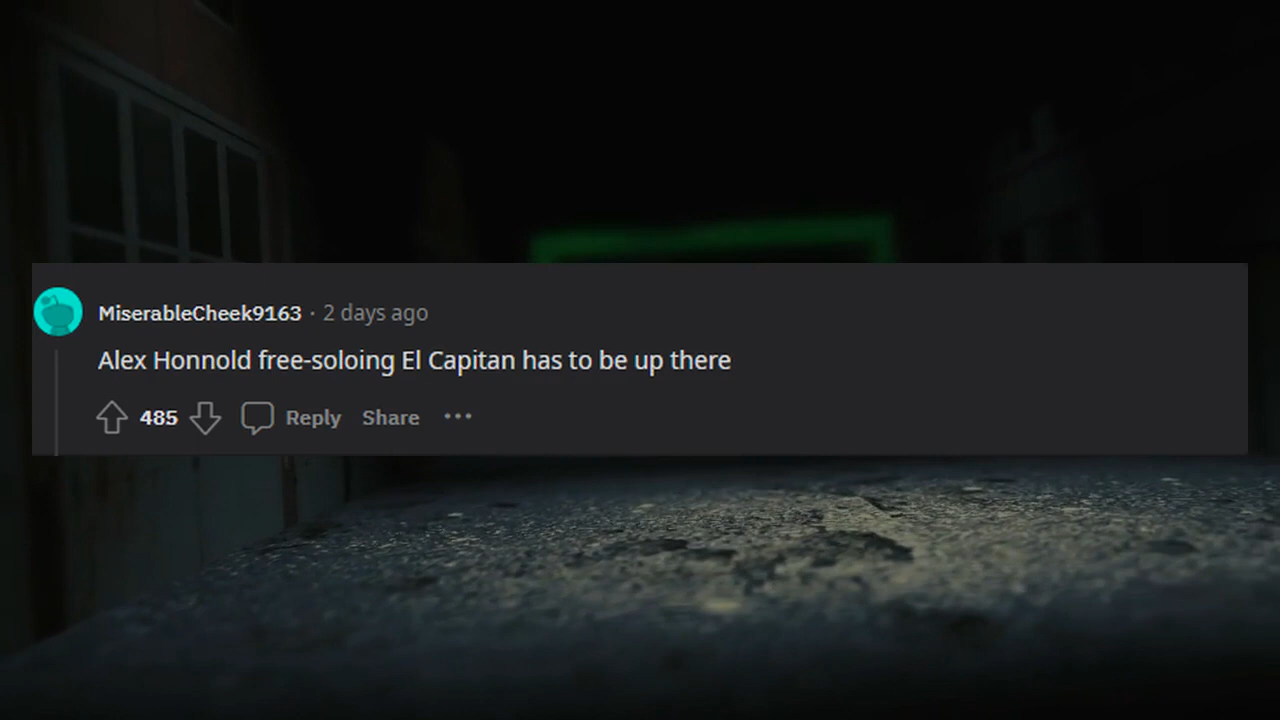 MiserableCheek9163 · 2 days ago
Alex Honnold free-soloing El Capitan has to be up there
485 Reply Share ···